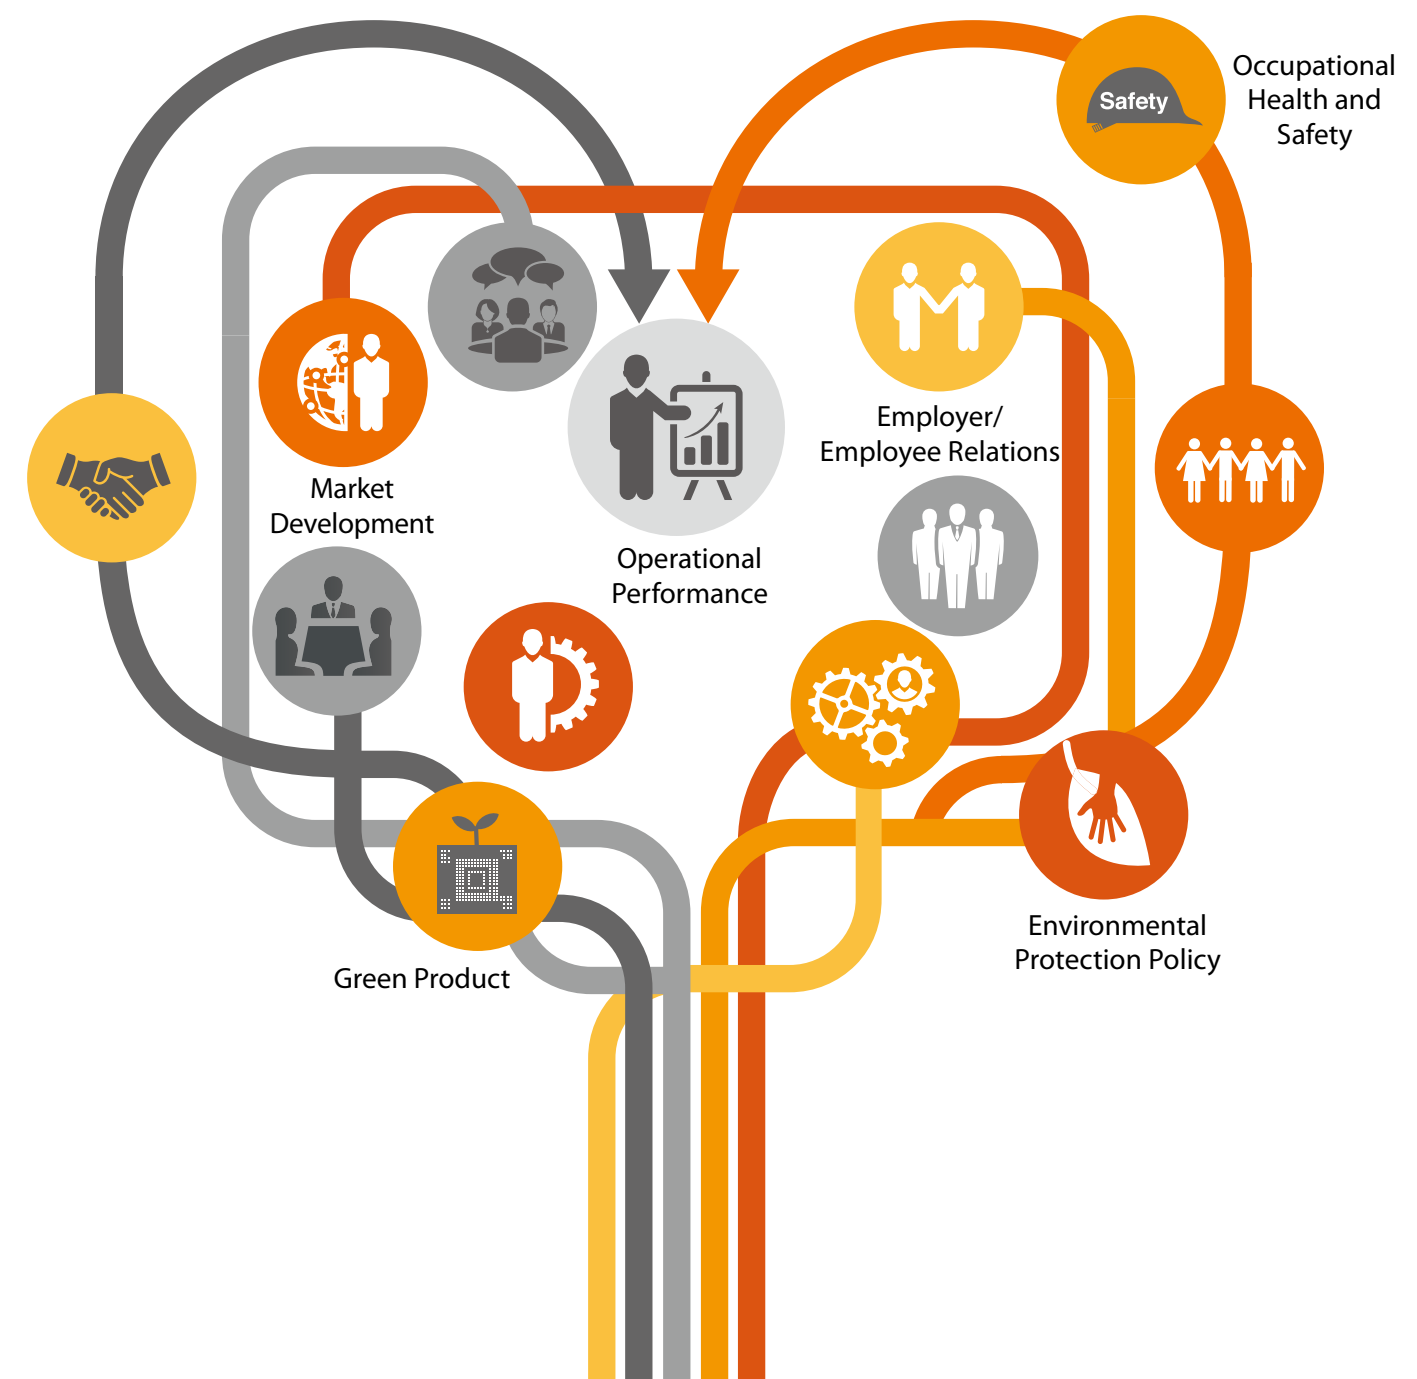 Occupational
Health and
Safety
Safety
Employer/
Employee Relations
Market
Development
Operational
Performance
Environmental
Protection Policy
Green Product